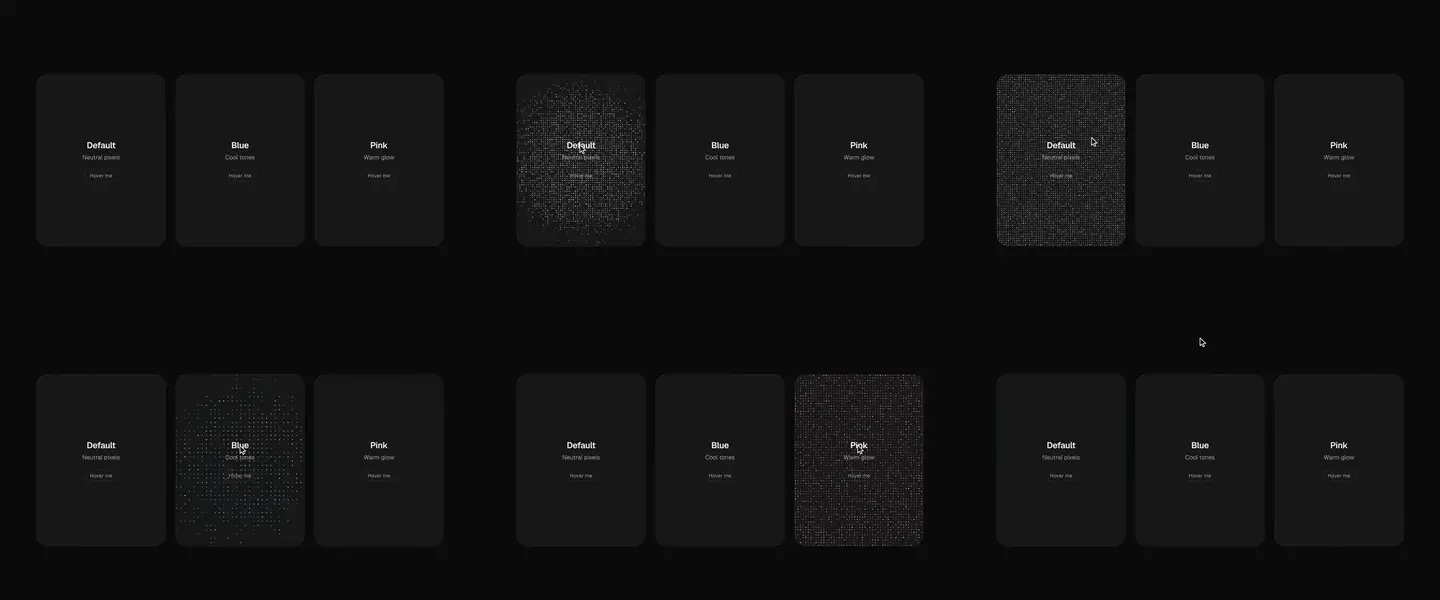 Default
Neutral pixels
Hover me
Blue
Cool tones
Hover me
Pink
Warm glow
Hover me
Default
Neutral pixels
Hover me
Blue
Cool tones
Hover me
Pink
Warm glow
Hover me
Default
Neutral pixels
Hover me
Blue
Cool tones
Hover me
Pink
Warm glow
Hover me
Default
Neutral pixels
Hover me
Blue
Cool tones
Hover me
Pink
Warm glow
Hover me
Default
Neutral pixels
Hover me
Blue
Cool tones
Hover me
Pink
Warm glow
Hover me
Default
Neutral pixels
Hover me
Blue
Cool tones
Hover me
Pink
Warm glow
Hover me